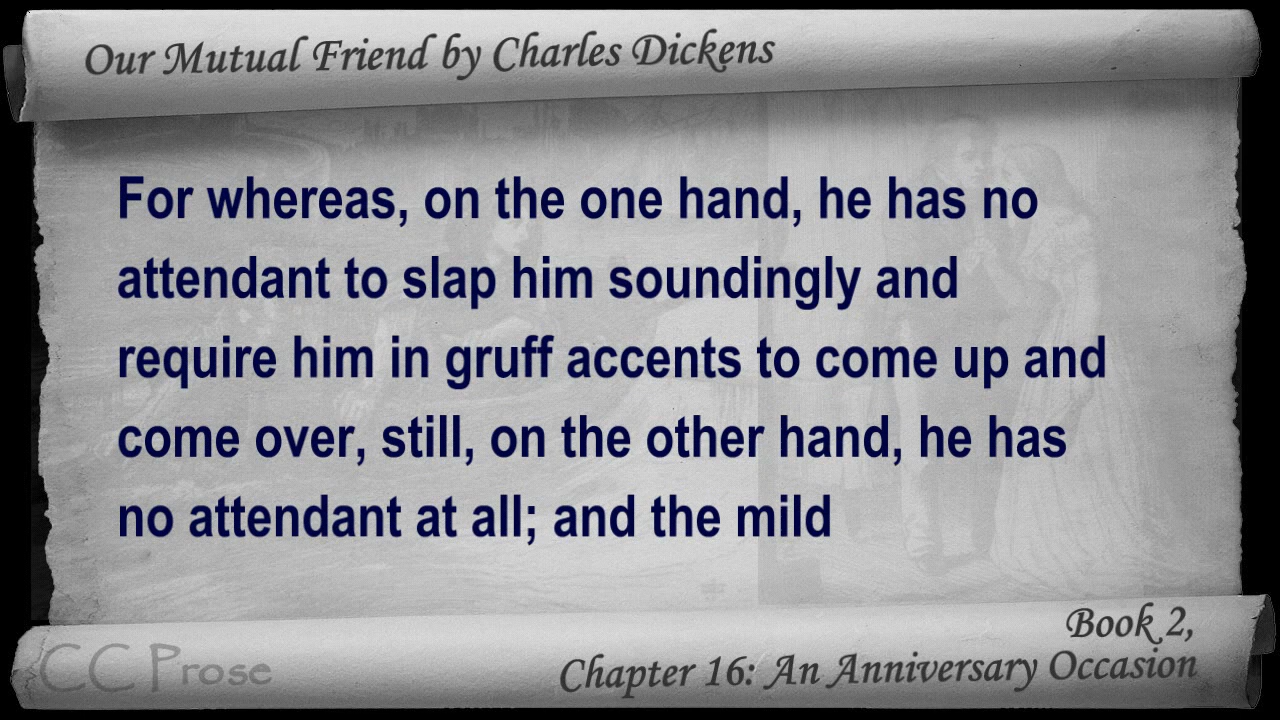 Our Mutual Friend by Charles Dickens
For whereas, on the one hand, he has no
attendant to slap him soundingly and
require him in gruff accents to come up and
come over, still, on the other hand, he has
no attendant at all; and the mild
Book 2,
Chapter 16: An Anniversary Occasion
CC Prose